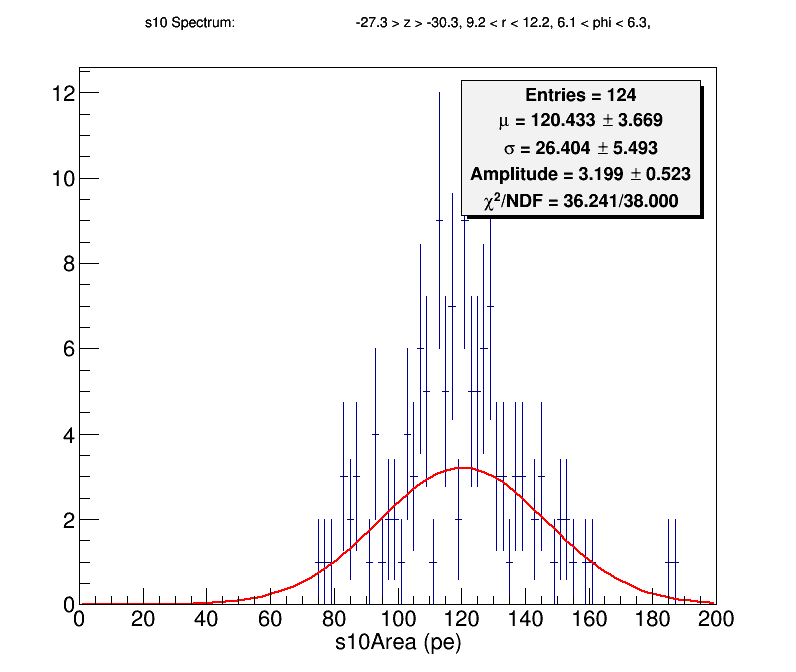 s10 Spectrum: -27.3 > z > -30.3, 9.2 < r < 12.2, 6.1 < phi < 6.3,
Entries = 124
μ = 120.433 ± 3.669
σ = 26.404 ± 5.493
Amplitude = 3.199 ± 0.523
χ²/NDF = 36.241/38.000
12
10
8
6
4
2
0
0 20 40 60 80 100 120 140 160 180 200
s10Area (pe)